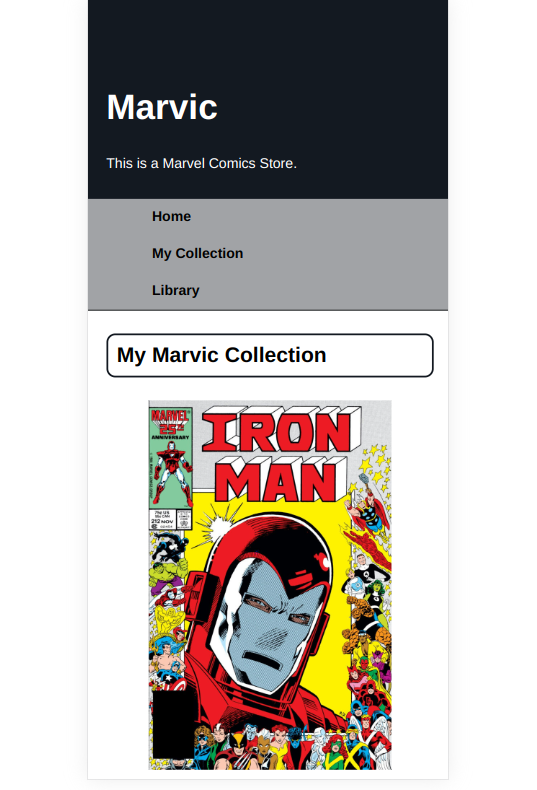 Marvic
This is a Marvel Comics Store.
Home
My Collection
Library
My Marvic Collection
MARVEL
25TH
ANNIVERSARY
IRON
MAN
212 NOV